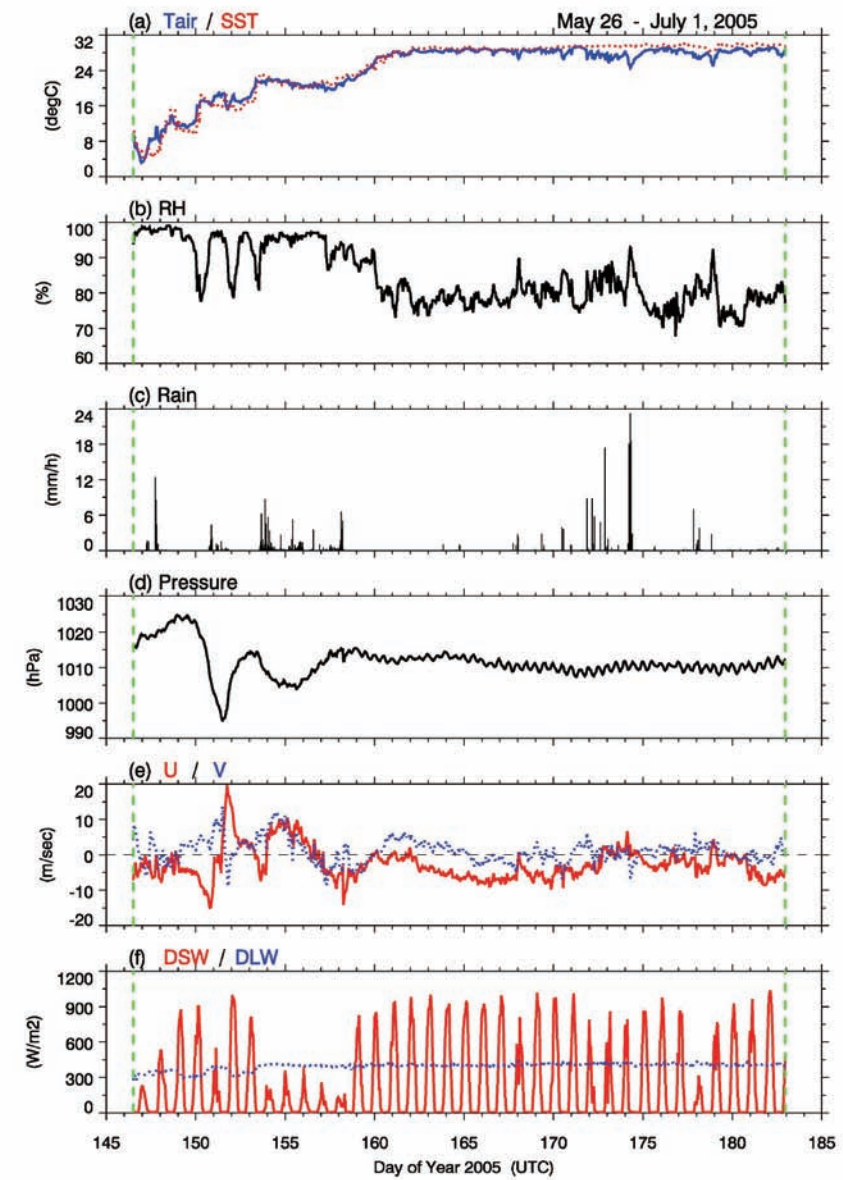 (a) Tair / SST May 26 - July 1, 2005
32
24
16
8
0
(degC)
(b) RH
100
90
80
70
60
(%)
(c) Rain
24
18
12
6
0
(mm/h)
(d) Pressure
1030
1020
1010
1000
990
(hPa)
(e) U / V
20
10
0
-10
-20
(m/sec)
(f) DSW / DLW
1200
900
600
300
0
(W/m2)
145 150 155 160 165 170 175 180 185
Day of Year 2005 (UTC)